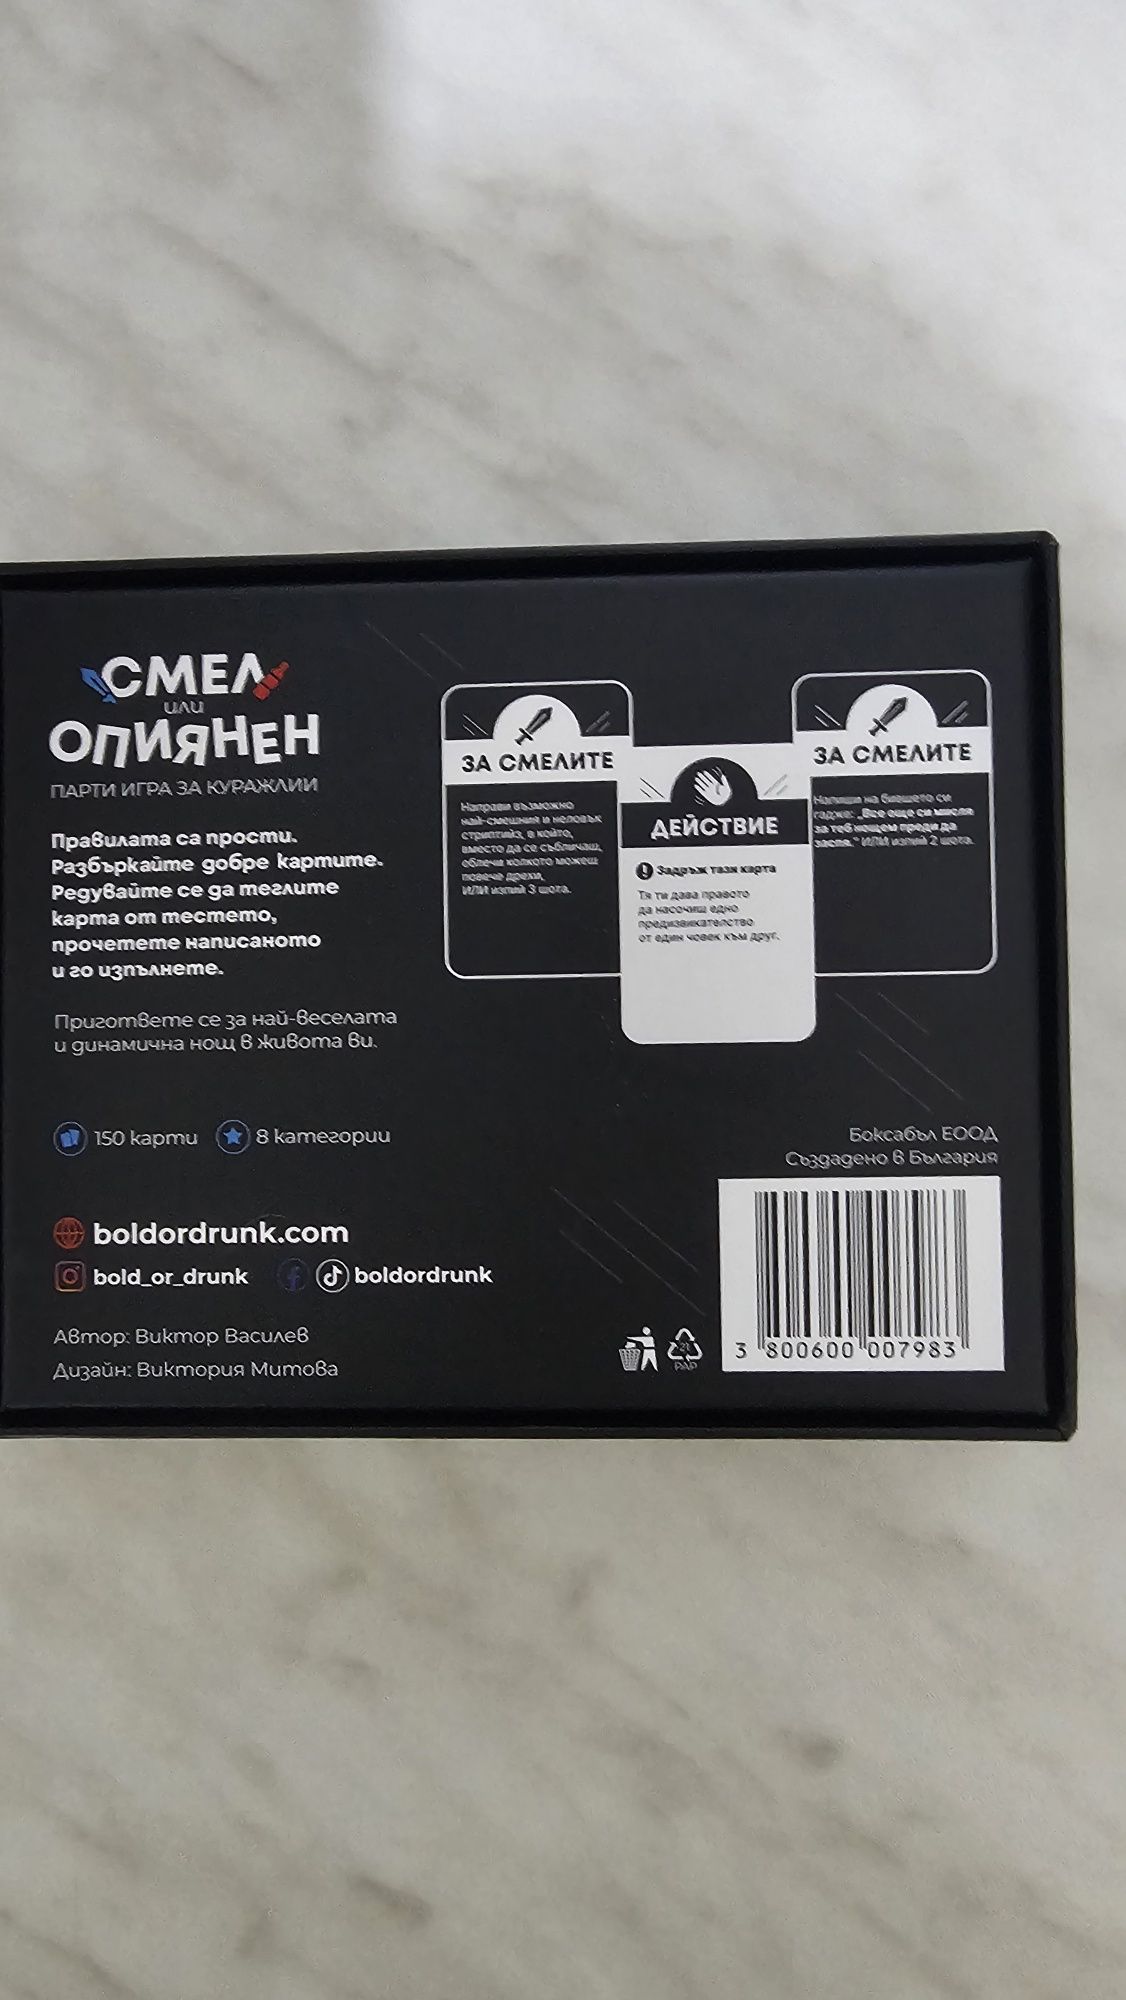 СМЕЛ
или
ОПИЯНЕН
ПАРТИ ИГРА ЗА КУРАЖЛИИ
Правилата са прости.
Разбъркайте добре картите.
Редувайте се да теглите
карта от тестето,
прочетете написаното
и го изпълнете.
Пригответе се за най-веселата
и динамична нощ в живота ви.
150 карти
8 категории
boldordrunk.com
bold_or_drunk
boldordrunk
Автор: Виктор Василев
Дизайн: Виктория Митова
ЗА СМЕЛИТЕ
Направи възможно
най-смешния и неловък
стриптийз, в който,
вместо да се събличаш,
облечи колкото можеш
повече дрехи,
ИЛИ изпий 3 шота.
ДЕЙСТВИЕ
Задръж тази карта
Тя ти дава правото
да насочиш едно
предизвикателство
от един човек към друг.
ЗА СМЕЛИТЕ
Напиши на бившето си
гадже: „Все още си мисля
за теб нощем преди да
заспя." ИЛИ изпий 2 шота.
Боксабъл ЕООД
Създадено в България
21
PAP
3 800600 007983